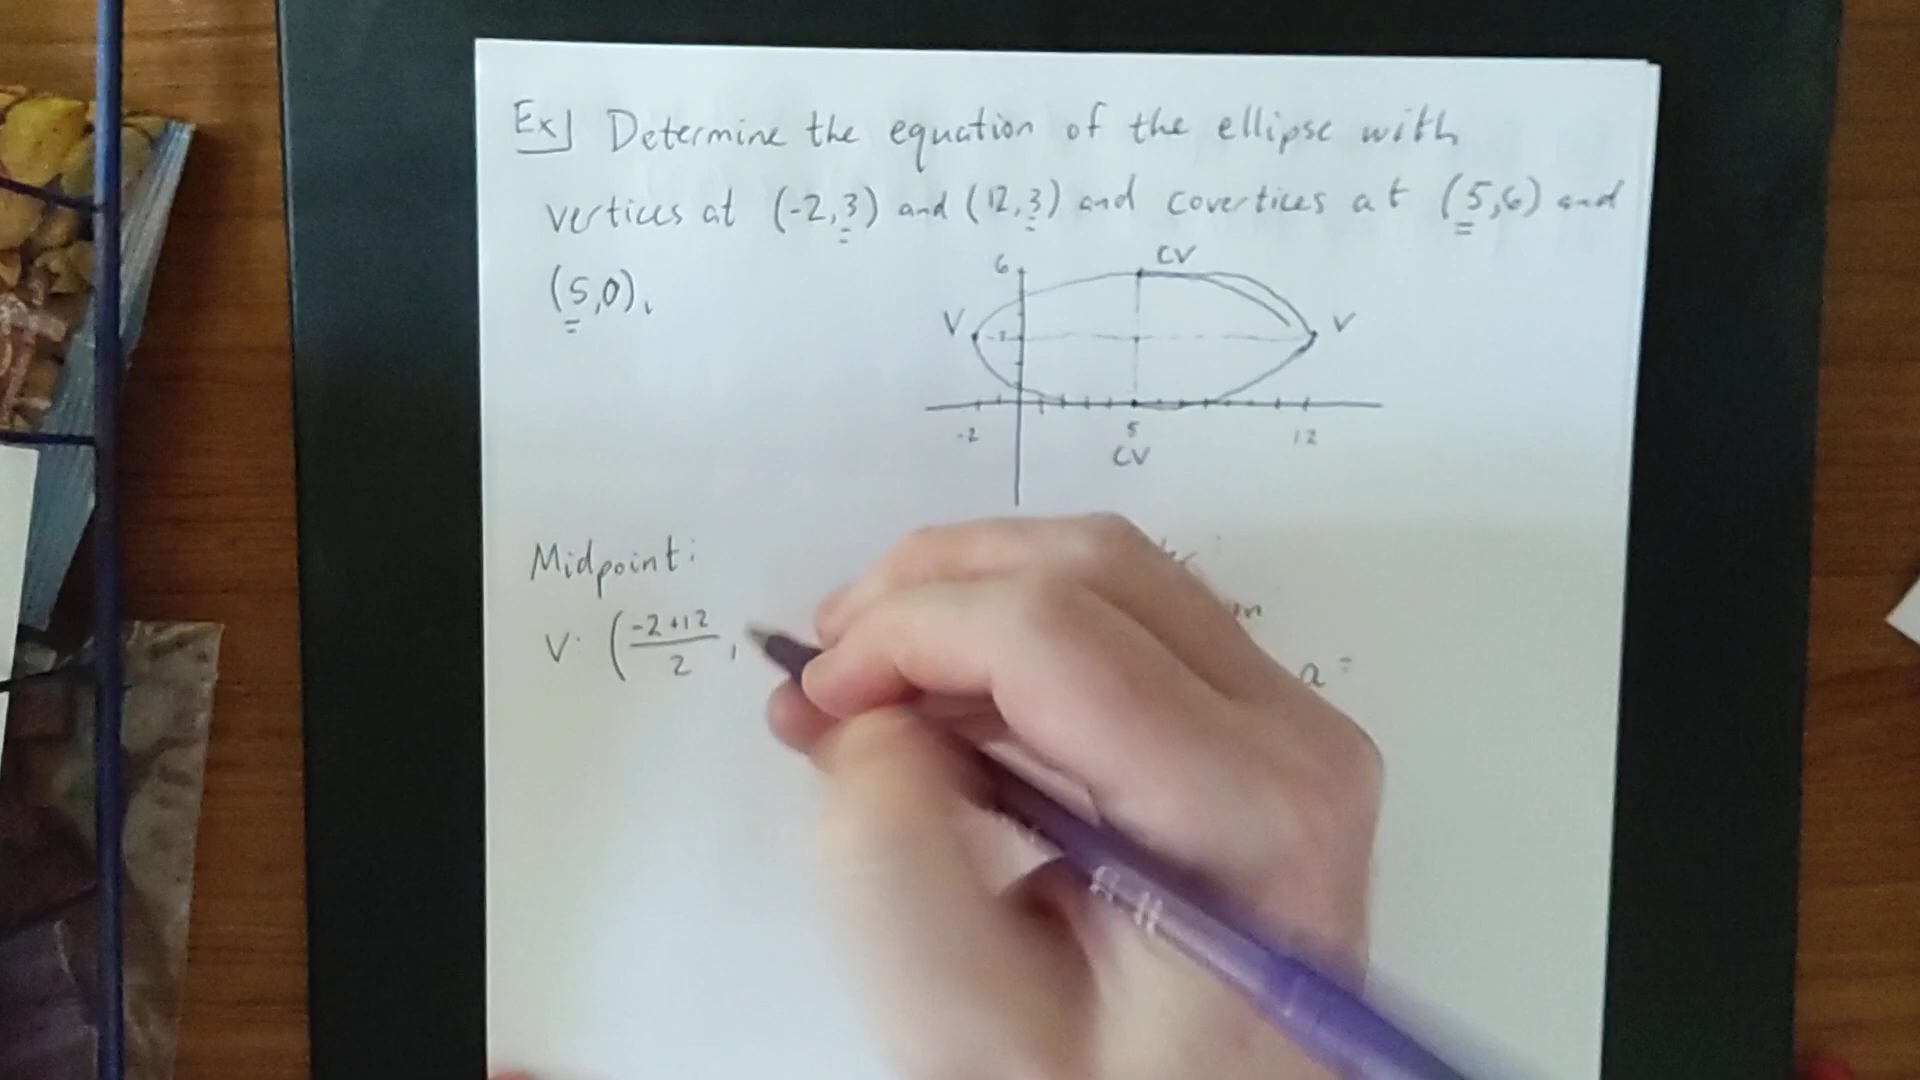 Ex] Determine the equation of the ellipse with
vertices at (-2,3) and (12,3) and covertices at (5,6) and
(5,0).
6 CV
V V
-2 5 12
CV
Midpoint:
V: (-2+12/2 ,
a =